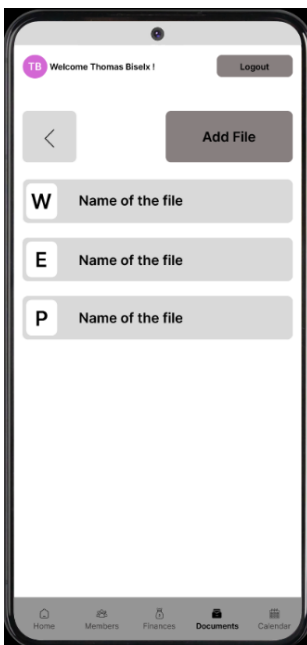 TB Welcome Thomas Biselx ! Logout
Add File
W Name of the file
E Name of the file
P Name of the file
Home Members Finances Documents Calendar